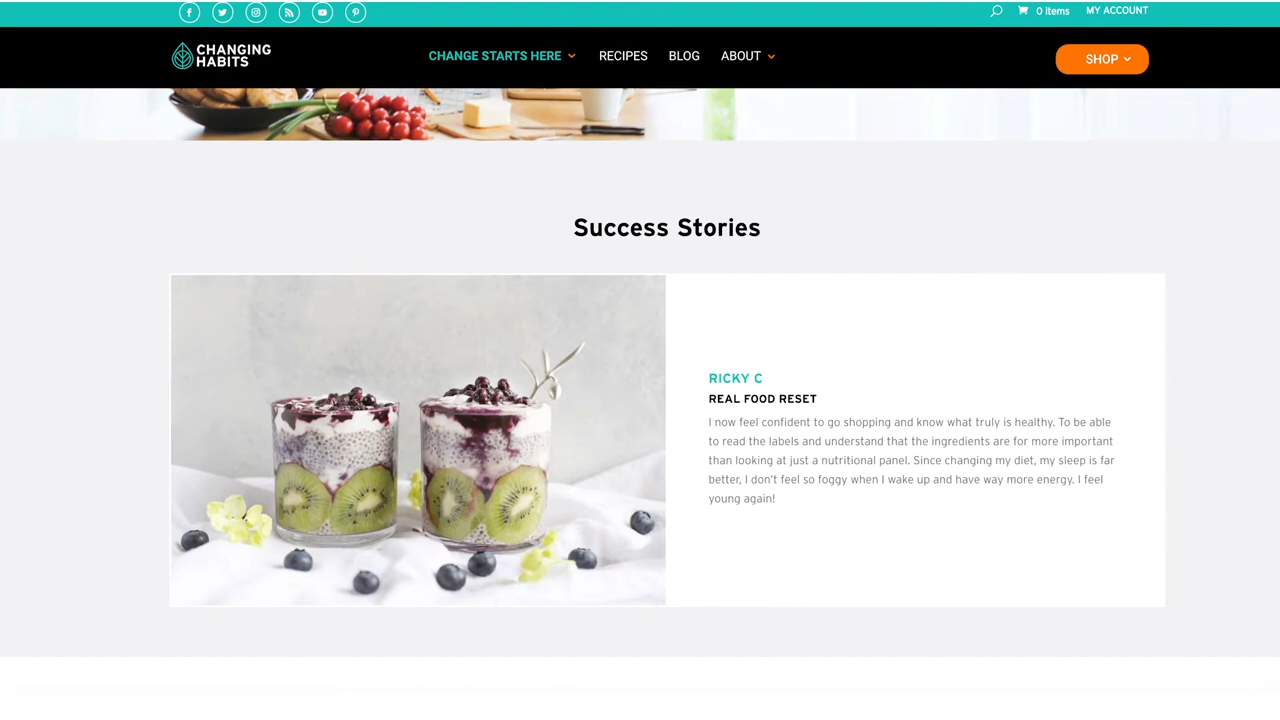 0 items MY ACCOUNT
CHANGING
HABITS
CHANGE STARTS HERE RECIPES BLOG ABOUT SHOP
Success Stories
RICKY C
REAL FOOD RESET
I now feel confident to go shopping and know what truly is healthy. To be able
to read the labels and understand that the ingredients are for more important
than looking at just a nutritional panel. Since changing my diet, my sleep is far
better, I don't feel so foggy when I wake up and have way more energy. I feel
young again!